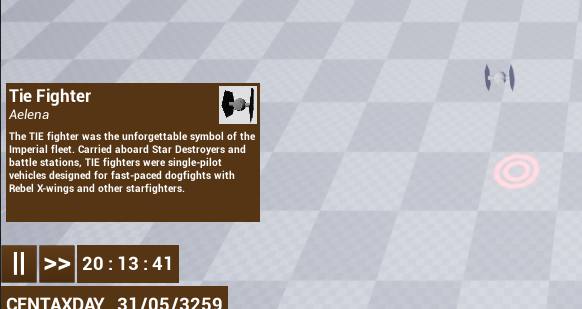 Tie Fighter
Aelena
The TIE fighter was the unforgettable symbol of the
Imperial fleet. Carried aboard Star Destroyers and
battle stations, TIE fighters were single-pilot
vehicles designed for fast-paced dogfights with
Rebel X-wings and other starfighters.
|| >> 20 : 13 : 41
CENTAXDAY 31/05/3259